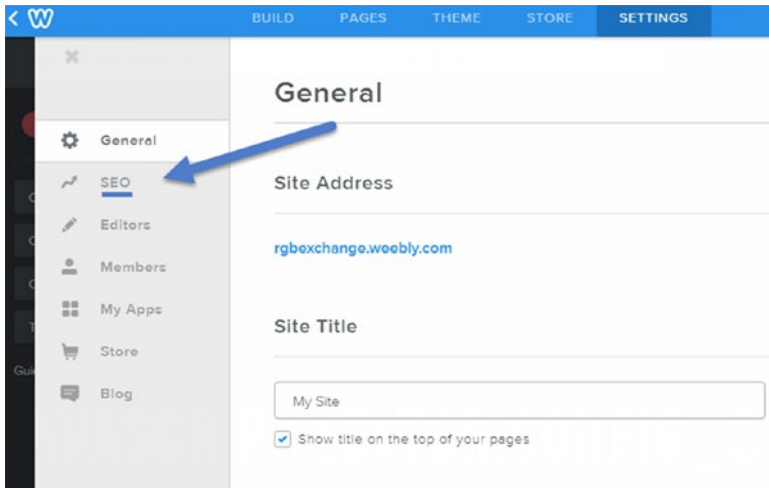 BUILD PAGES THEME STORE SETTINGS
General
General
SEO
Editors
Members
My Apps
Store
Blog
Site Address
rgbexchange.weebly.com
Site Title
My Site
Show title on the top of your pages